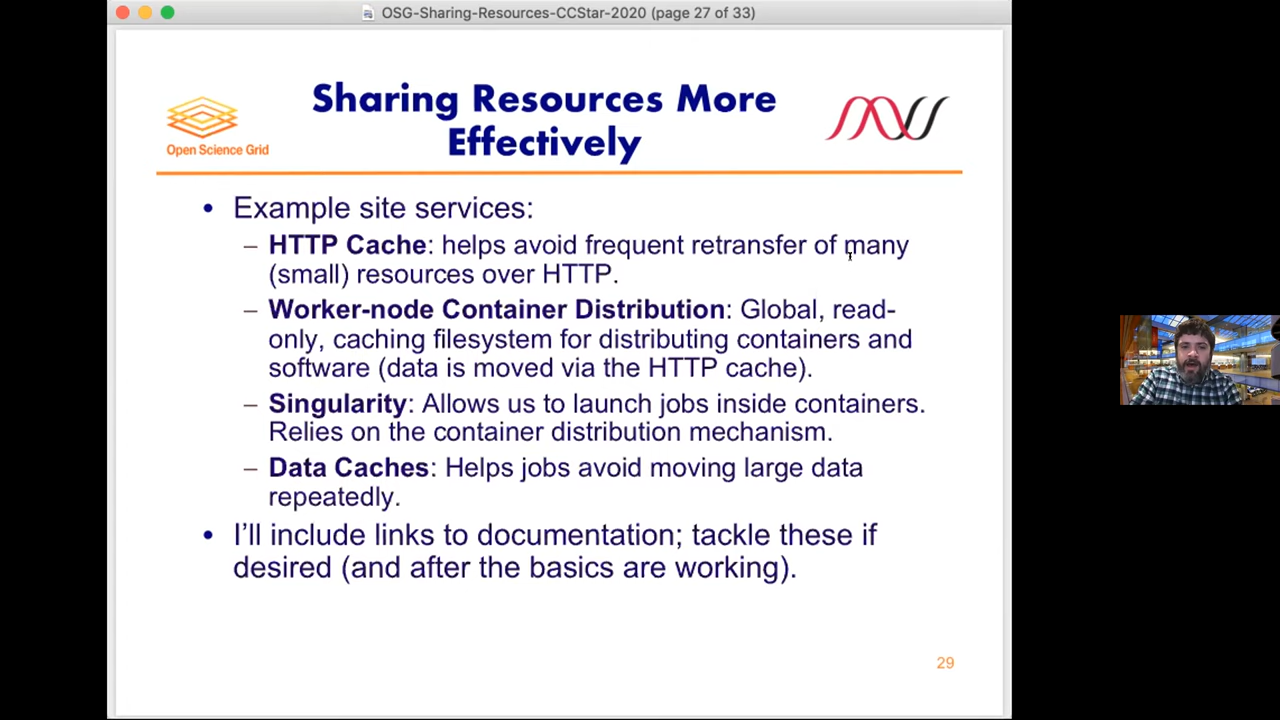 OSG-Sharing-Resources-CCStar-2020 (page 27 of 33)
Sharing Resources More
Effectively
Open Science Grid
• Example site services:
– HTTP Cache: helps avoid frequent retransfer of many
(small) resources over HTTP.
– Worker-node Container Distribution: Global, read-
only, caching filesystem for distributing containers and
software (data is moved via the HTTP cache).
– Singularity: Allows us to launch jobs inside containers.
Relies on the container distribution mechanism.
– Data Caches: Helps jobs avoid moving large data
repeatedly.
• I’ll include links to documentation; tackle these if
desired (and after the basics are working).
29